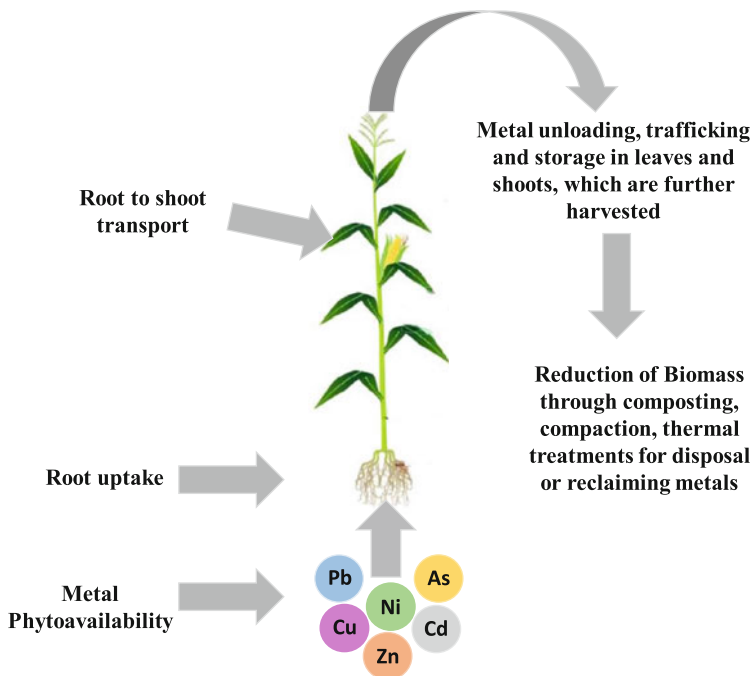 Metal unloading, trafficking
and storage in leaves and
shoots, which are further
harvested
Root to shoot
transport
Reduction of Biomass
through composting,
compaction, thermal
treatments for disposal
or reclaiming metals
Root uptake
Metal
Phytoavailability
Pb
As
Ni
Cu
Cd
Zn